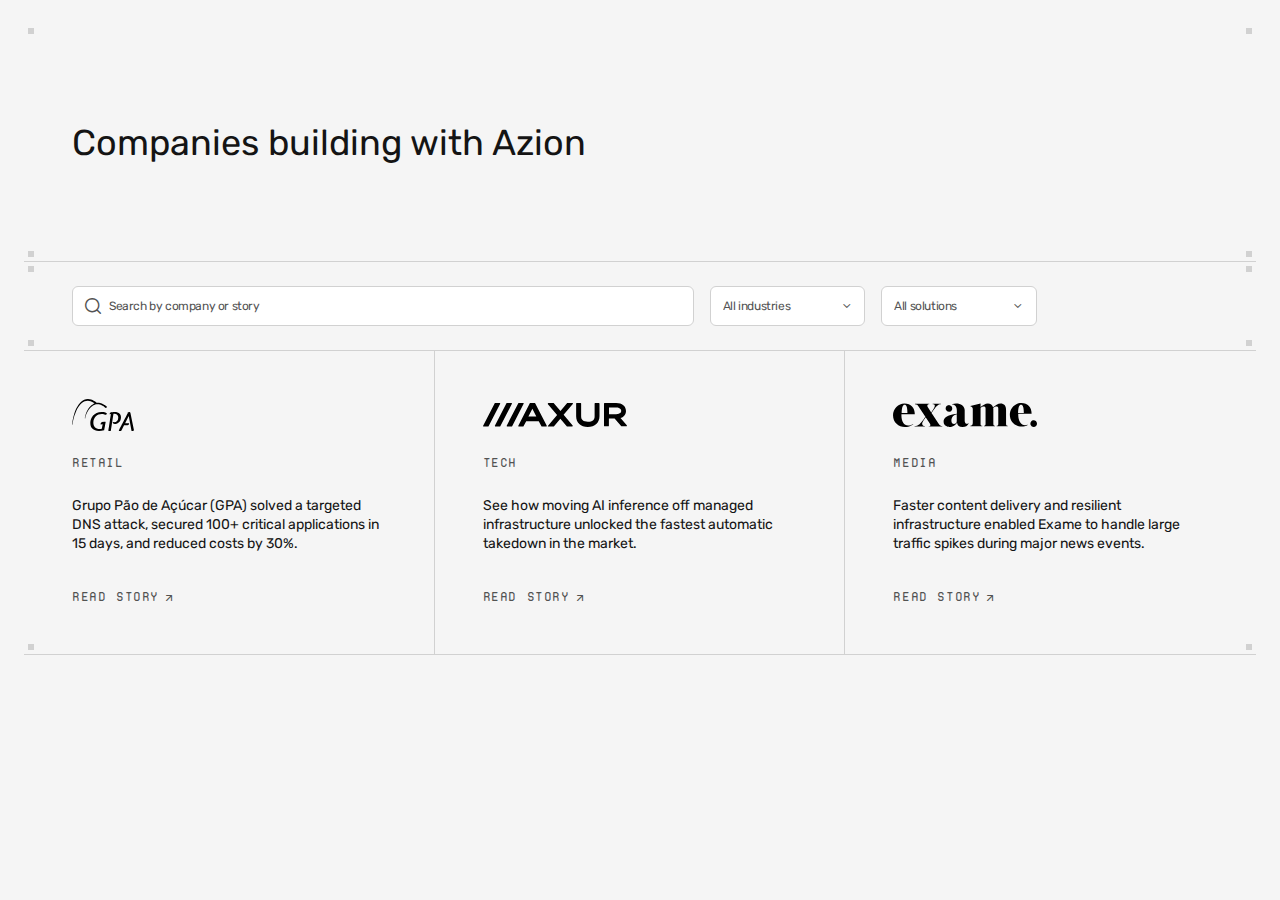 Companies building with Azion
Search by company or story
All industries
All solutions
GPA
AXUR
exame.
RETAIL
TECH
MEDIA
Grupo Pão de Açúcar (GPA) solved a targeted
DNS attack, secured 100+ critical applications in
15 days, and reduced costs by 30%.
See how moving AI inference off managed
infrastructure unlocked the fastest automatic
takedown in the market.
Faster content delivery and resilient
infrastructure enabled Exame to handle large
traffic spikes during major news events.
READ STORY
READ STORY
READ STORY